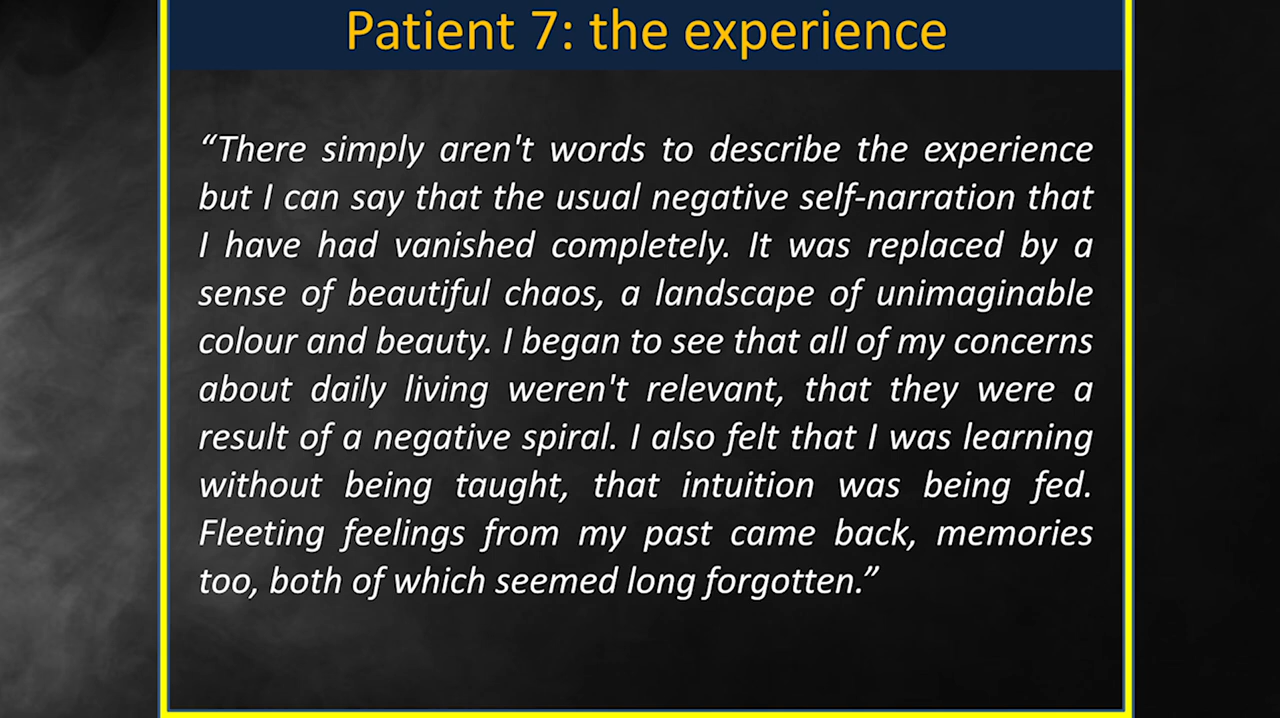 Patient 7: the experience
“There simply aren't words to describe the experience
but I can say that the usual negative self-narration that
I have had vanished completely. It was replaced by a
sense of beautiful chaos, a landscape of unimaginable
colour and beauty. I began to see that all of my concerns
about daily living weren't relevant, that they were a
result of a negative spiral. I also felt that I was learning
without being taught, that intuition was being fed.
Fleeting feelings from my past came back, memories
too, both of which seemed long forgotten.”